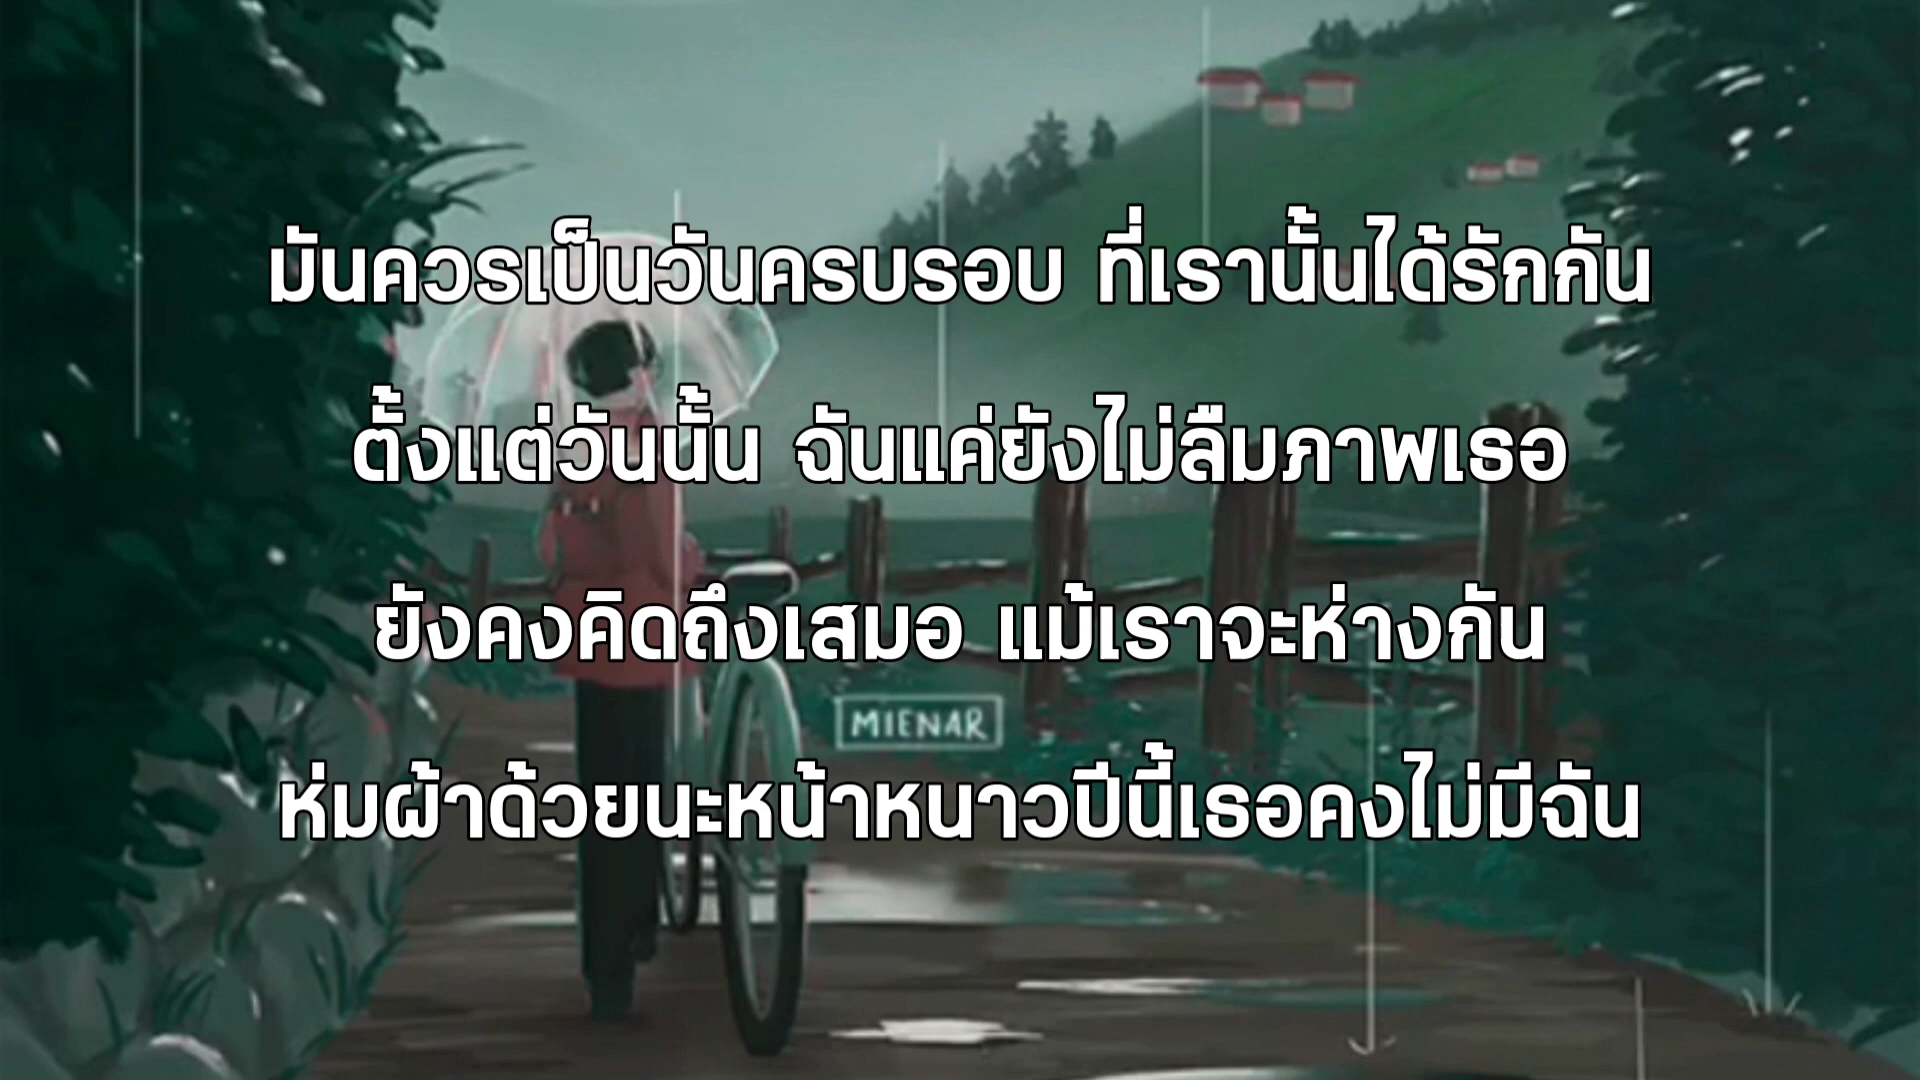 มันควรเป็นวันครบรอบ ที่เรานั้นได้รักกัน
ตั้งแต่วันนั้น ฉันแค่ยังไม่ลืมภาพเธอ
ยังคงคิดถึงเสมอ แม้เราจะห่างกัน
MIENAR
ห่มผ้าด้วยนะหน้าหนาวปีนี้เธอคงไม่มีฉัน